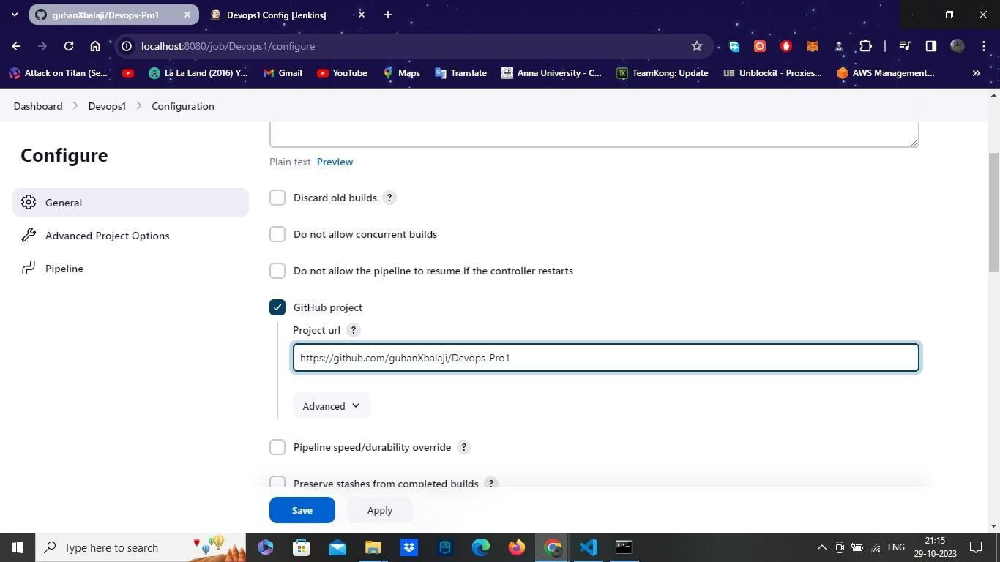 guhanXbalaji/Devops-Pro1
Devops1 Config [Jenkins]
localhost:8080/job/Devops1/configure
Attack on Titan (Se...
La La Land (2016) Y...
Gmail
YouTube
Maps
Translate
Anna University - C...
TK
TeamKong: Update
UB
Unblockit - Proxies...
AWS Management...
Dashboard
Devops1
Configuration
Configure
General
Advanced Project Options
Pipeline
Plain text Preview
Discard old builds ?
Do not allow concurrent builds
Do not allow the pipeline to resume if the controller restarts
GitHub project
Project url ?
https://github.com/guhanXbalaji/Devops-Pro1
Advanced
Pipeline speed/durability override ?
Preserve stashes from completed builds ?
Save
Apply
Type here to search
ENG
21:15
29-10-2023